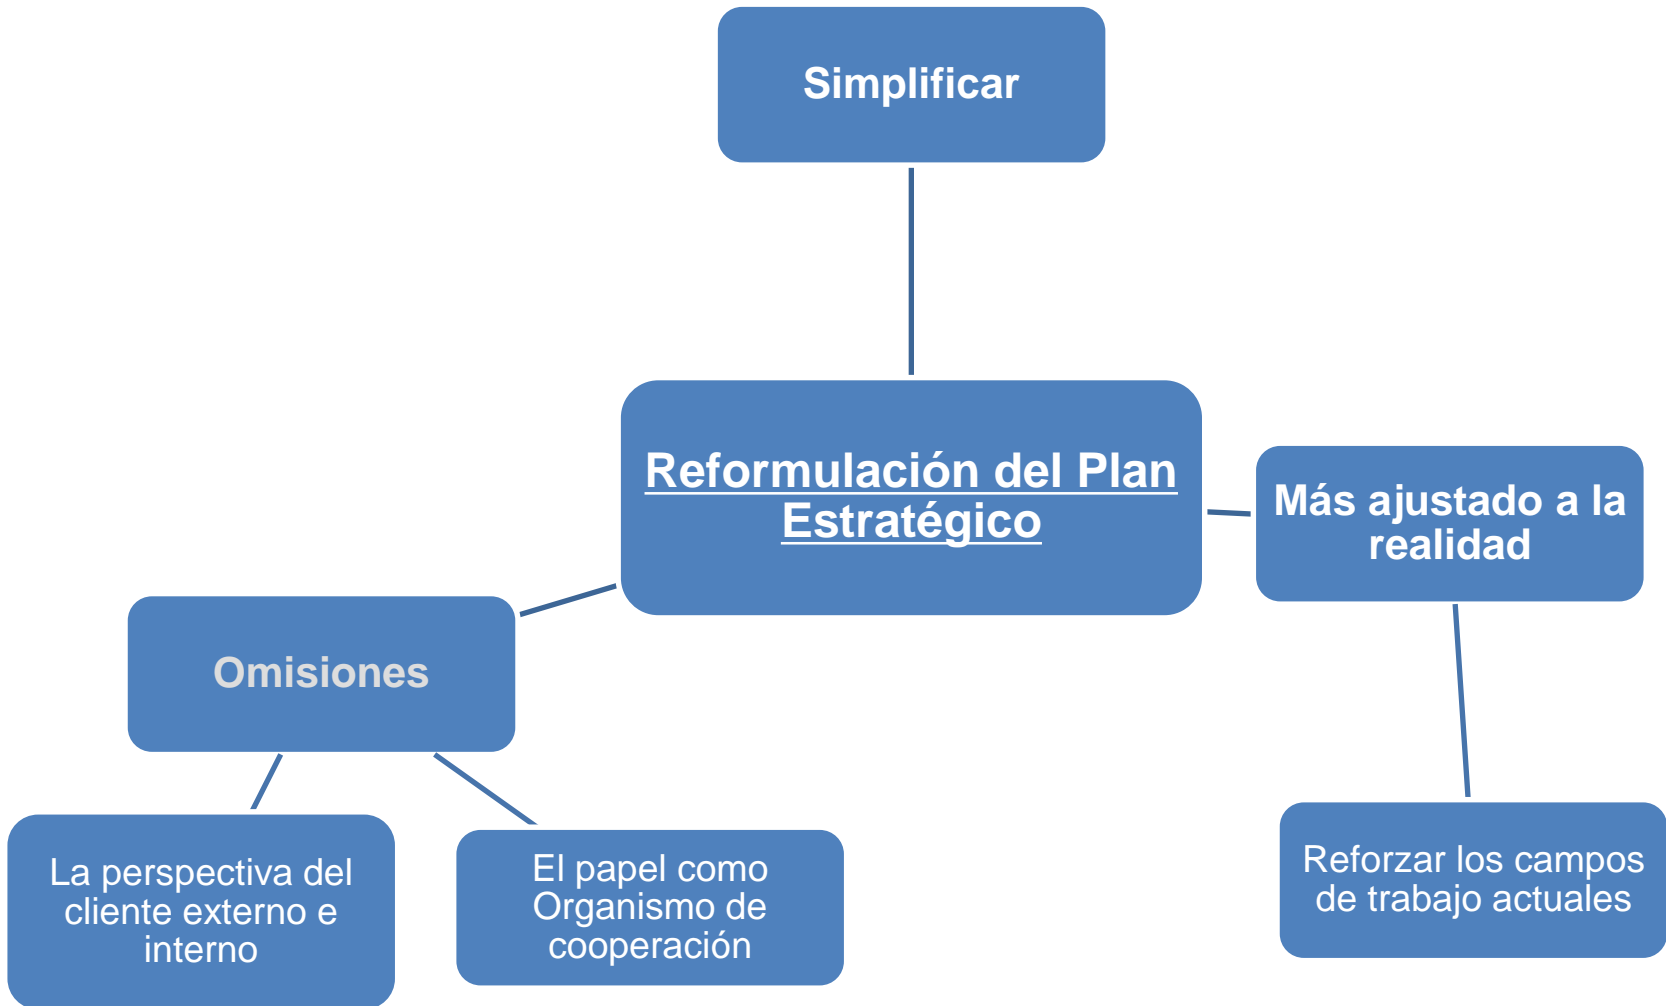 Simplificar
Reformulación del Plan
Estratégico
Más ajustado a la
realidad
Omisiones
La perspectiva del
cliente externo e
interno
El papel como
Organismo de
cooperación
Reforzar los campos
de trabajo actuales